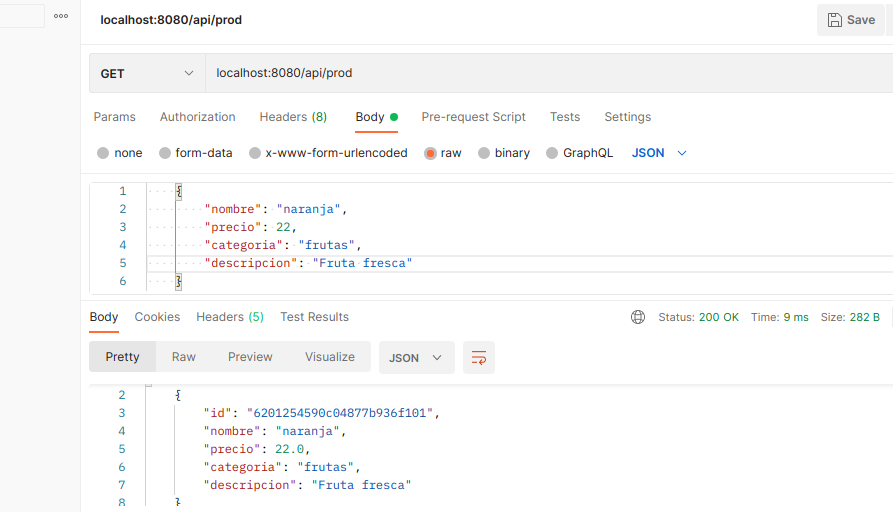 localhost:8080/api/prod
Save
GET localhost:8080/api/prod
Params Authorization Headers (8) Body Pre-request Script Tests Settings
none form-data x-www-form-urlencoded raw binary GraphQL JSON
1 {
2 "nombre": "naranja",
3 "precio": 22,
4 "categoria": "frutas",
5 "descripcion": "Fruta fresca"
6 }
Body Cookies Headers (5) Test Results Status: 200 OK Time: 9 ms Size: 282 B
Pretty Raw Preview Visualize JSON
2 {
3 "id": "6201254590c04877b936f101",
4 "nombre": "naranja",
5 "precio": 22.0,
6 "categoria": "frutas",
7 "descripcion": "Fruta fresca"
8 }